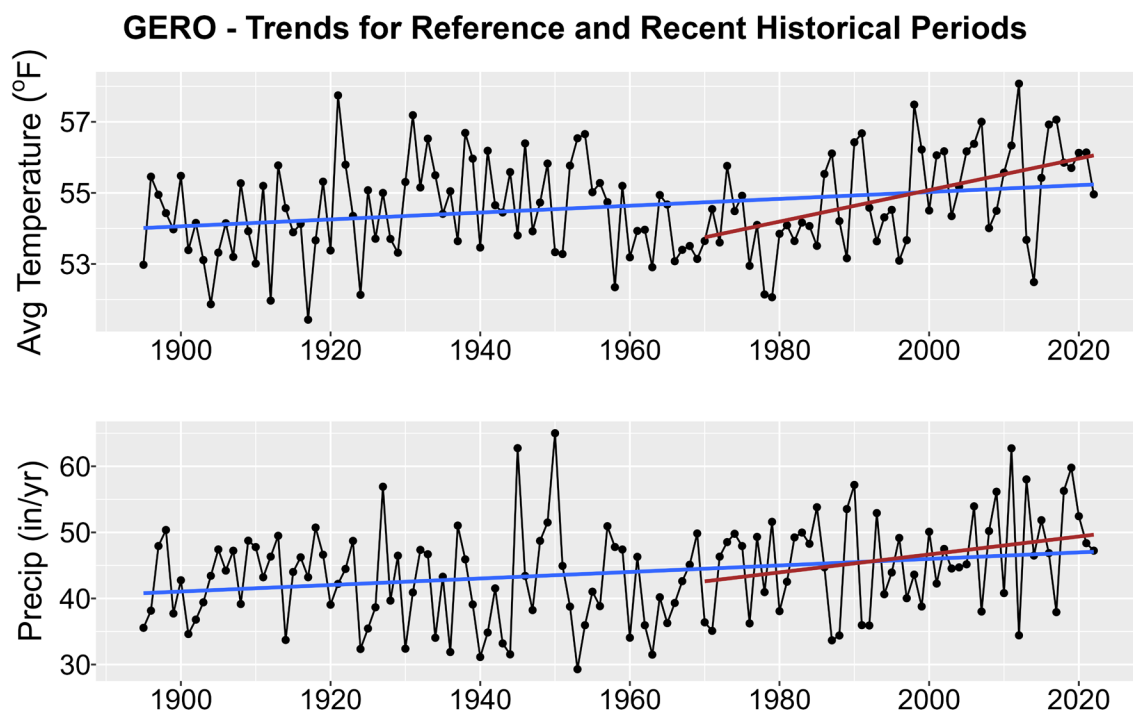 GERO - Trends for Reference and Recent Historical Periods
Avg Temperature (ºF)
57
55
53
1900 1920 1940 1960 1980 2000 2020
Precip (in/yr)
60
50
40
30
1900 1920 1940 1960 1980 2000 2020